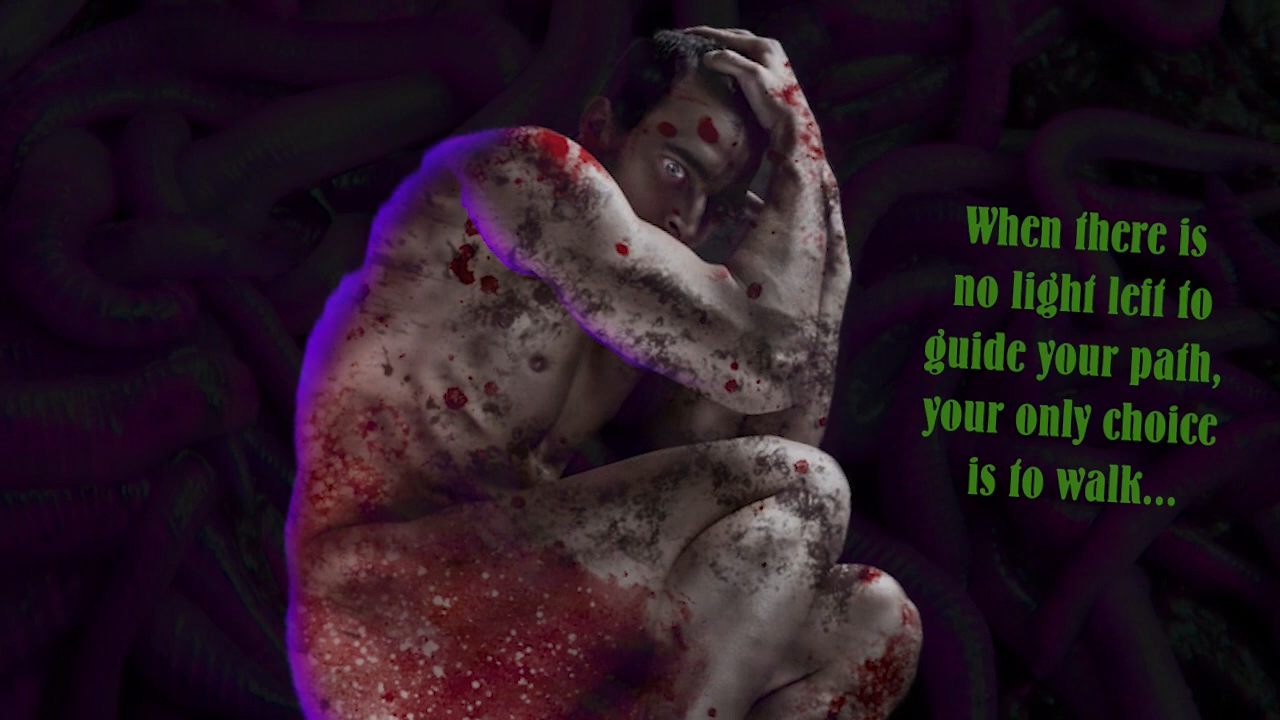 When there is
no light left to
guide your path,
your only choice
is to walk...